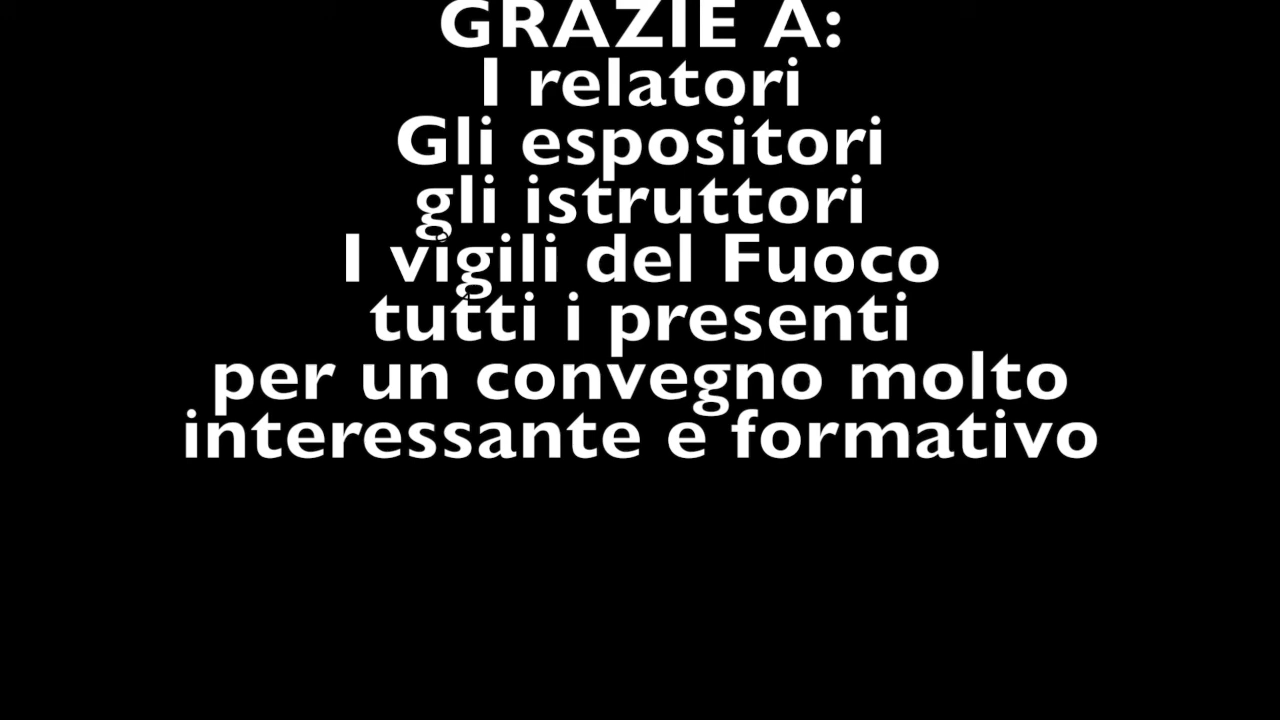 GRAZIE A:
I relatori
Gli espositori
gli istruttori
I vigili del Fuoco
tutti i presenti
per un convegno molto
interessante e formativo